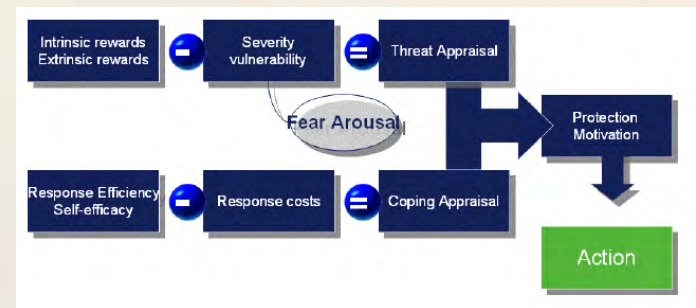 Intrinsic rewards
Extrinsic rewards
-
Severity
vulnerability
=
Threat Appraisal
Fear Arousal
Protection
Motivation
Response Efficiency
Self-efficacy
-
Response costs
=
Coping Appraisal
Action